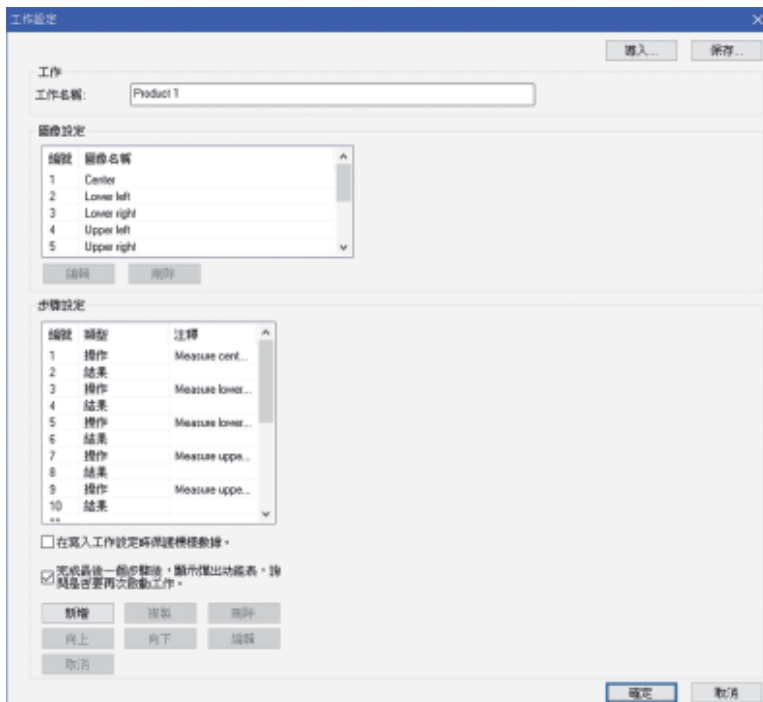 工作設定
導入... 保存...
工作
工作名稱: Product 1
圖像設定
編號 圖像名稱
1 Center
2 Lower left
3 Lower right
4 Upper left
5 Upper right
編輯 刪除
步驟設定
編號 類型 注釋
1 操作 Measure cent...
2 結果
3 操作 Measure lower...
4 結果
5 操作 Measure lower...
6 結果
7 操作 Measure uppe...
8 結果
9 操作 Measure uppe...
10 結果
11
在寫入工作設定時保護標樣數據。
完成最後一個步驟後，顯示彈出功能表，詢
問是否要再次啟動工作。
新增 複製 刪除
向上 向下 編輯
取消
確定 取消